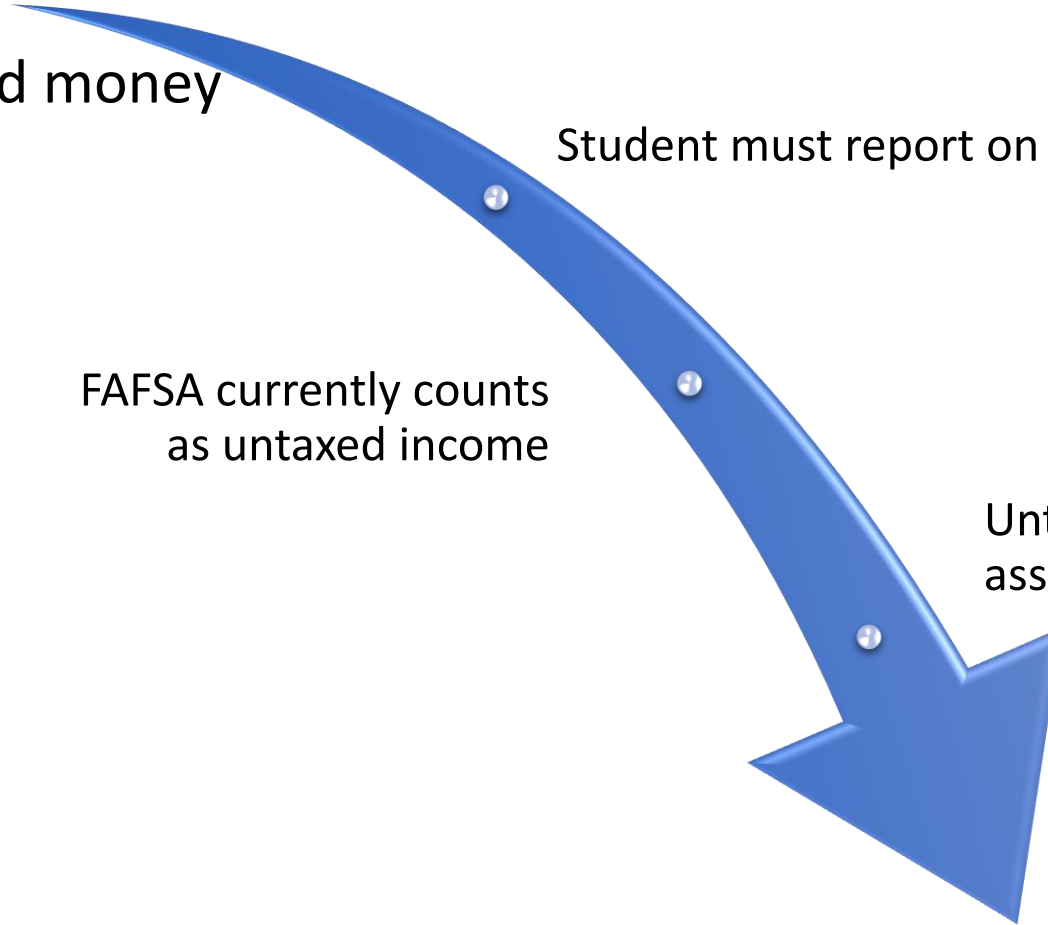 d money
Student must report on
FAFSA currently counts
as untaxed income
Unt
ass